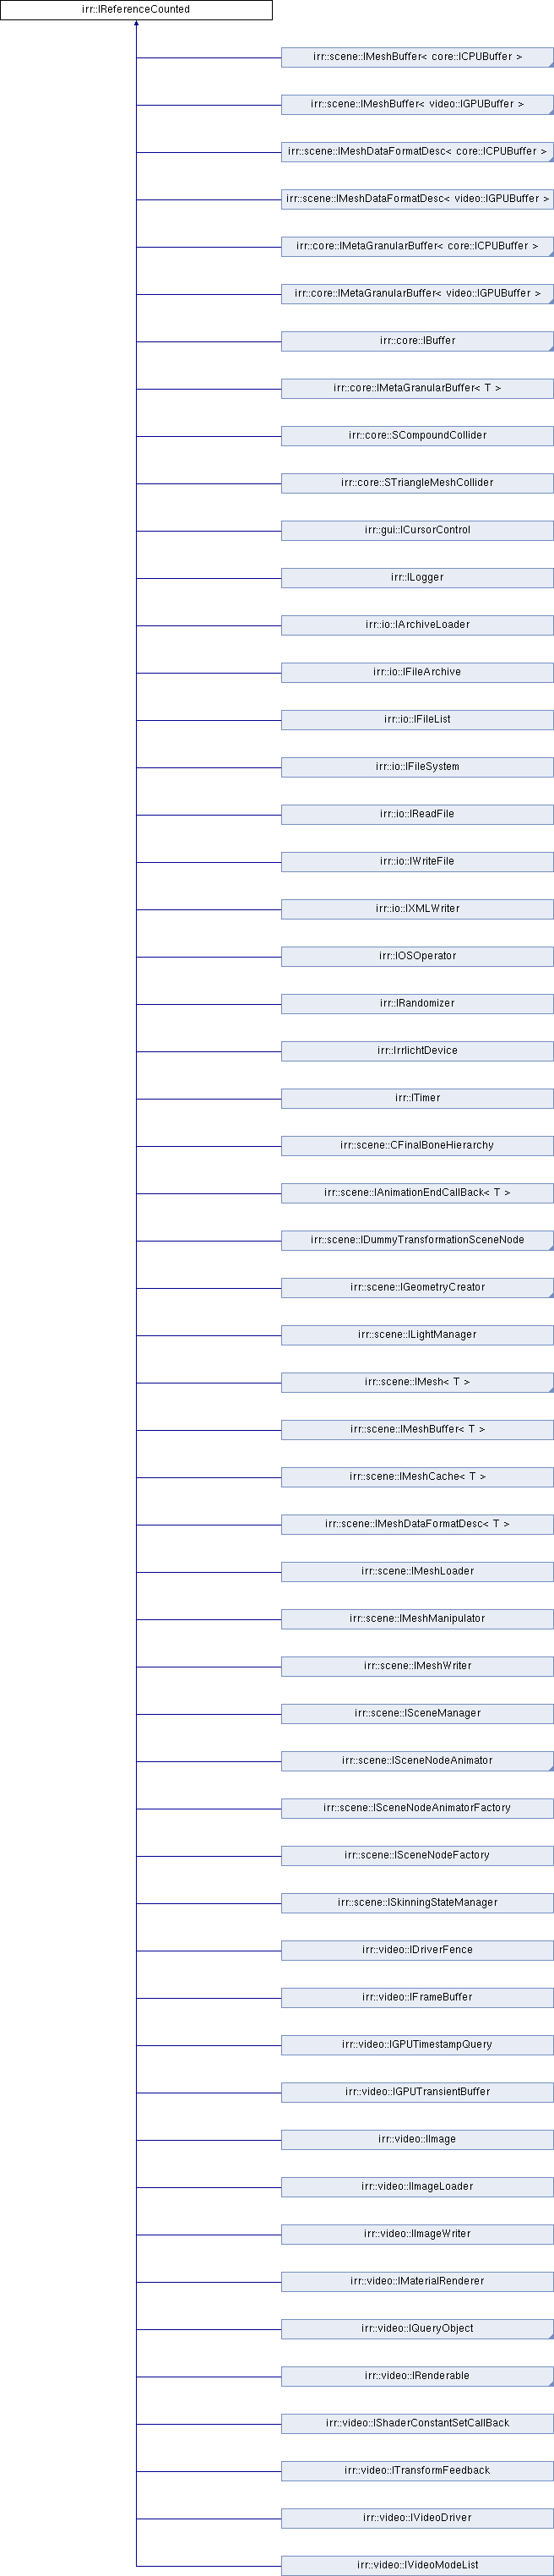 irr::IReferenceCounted
irr::scene::IMeshBuffer< core::ICPUBuffer >
irr::scene::IMeshBuffer< video::IGPUBuffer >
irr::scene::IMeshDataFormatDesc< core::ICPUBuffer >
irr::scene::IMeshDataFormatDesc< video::IGPUBuffer >
irr::core::IMetaGranularBuffer< core::ICPUBuffer >
irr::core::IMetaGranularBuffer< video::IGPUBuffer >
irr::core::IBuffer
irr::core::IMetaGranularBuffer< T >
irr::core::SCompoundCollider
irr::core::STriangleMeshCollider
irr::gui::ICursorControl
irr::ILogger
irr::io::IArchiveLoader
irr::io::IFileArchive
irr::io::IFileList
irr::io::IFileSystem
irr::io::IReadFile
irr::io::IWriteFile
irr::io::IXMLWriter
irr::IOSOperator
irr::IRandomizer
irr::IrrlichtDevice
irr::ITimer
irr::scene::CFinalBoneHierarchy
irr::scene::IAnimationEndCallBack< T >
irr::scene::IDummyTransformationSceneNode
irr::scene::IGeometryCreator
irr::scene::ILightManager
irr::scene::IMesh< T >
irr::scene::IMeshBuffer< T >
irr::scene::IMeshCache< T >
irr::scene::IMeshDataFormatDesc< T >
irr::scene::IMeshLoader
irr::scene::IMeshManipulator
irr::scene::IMeshWriter
irr::scene::ISceneManager
irr::scene::ISceneNodeAnimator
irr::scene::ISceneNodeAnimatorFactory
irr::scene::ISceneNodeFactory
irr::scene::ISkinningStateManager
irr::video::IDriverFence
irr::video::IFrameBuffer
irr::video::IGPUTimestampQuery
irr::video::IGPUTransientBuffer
irr::video::IImage
irr::video::IImageLoader
irr::video::IImageWriter
irr::video::IMaterialRenderer
irr::video::IQueryObject
irr::video::IRenderable
irr::video::IShaderConstantSetCallBack
irr::video::ITransformFeedback
irr::video::IVideoDriver
irr::video::IVideoModeList